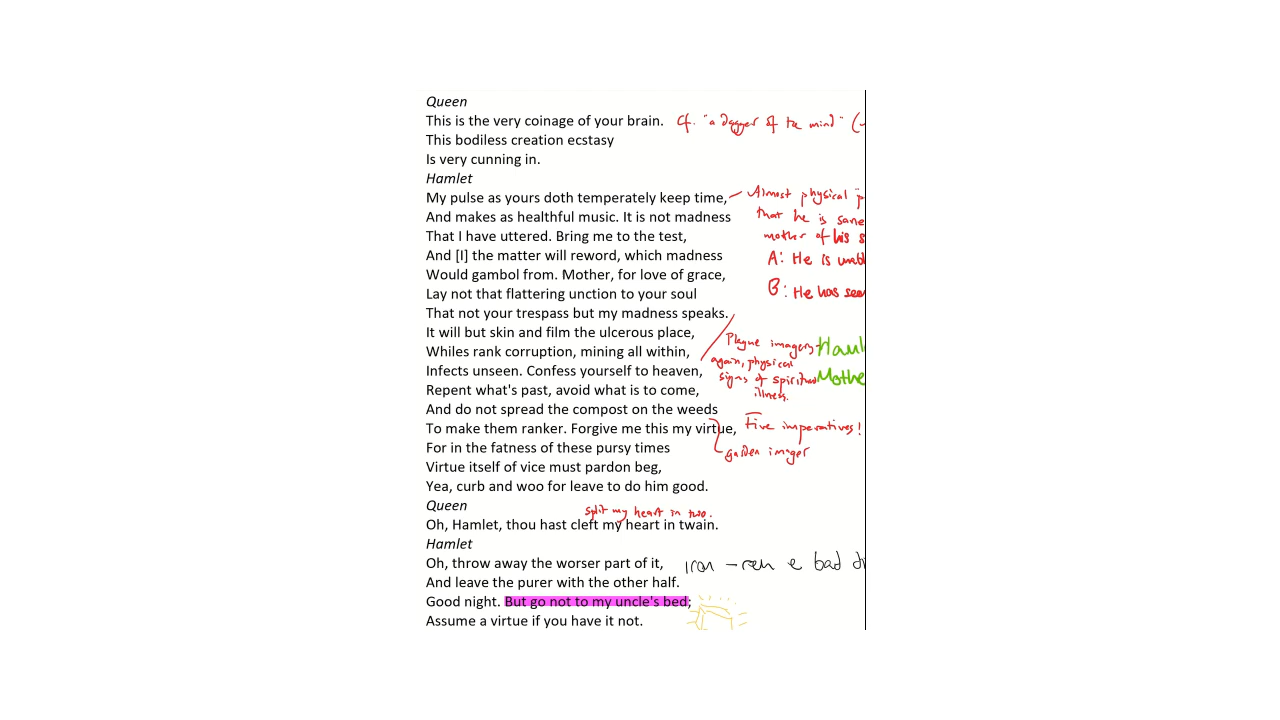 Queen
This is the very coinage of your brain. cf. "a dagger of the mind" (
This bodiless creation ecstasy
Is very cunning in.
Hamlet
My pulse as yours doth temperately keep time, Almost physical p
And makes as healthful music. It is not madness that he is sane
That I have uttered. Bring me to the test, mother of his s
And [I] the matter will reword, which madness A: He is unab
Would gambol from. Mother, for love of grace,
Lay not that flattering unction to your soul B: He has see
That not your trespass but my madness speaks.
It will but skin and film the ulcerous place, Plague imagery
Whiles rank corruption, mining all within, again, physical
Infects unseen. Confess yourself to heaven, signs of spiritual Mothe
Repent what's past, avoid what is to come, illness.
And do not spread the compost on the weeds
To make them ranker. Forgive me this my virtue, Five imperatives!
For in the fatness of these pursy times garden imager
Virtue itself of vice must pardon beg,
Yea, curb and woo for leave to do him good.
Queen
split my heart in two.
Oh, Hamlet, thou hast cleft my heart in twain.
Hamlet
Oh, throw away the worser part of it, bad
And leave the purer with the other half.
Good night. But go not to my uncle's bed;
Assume a virtue if you have it not.